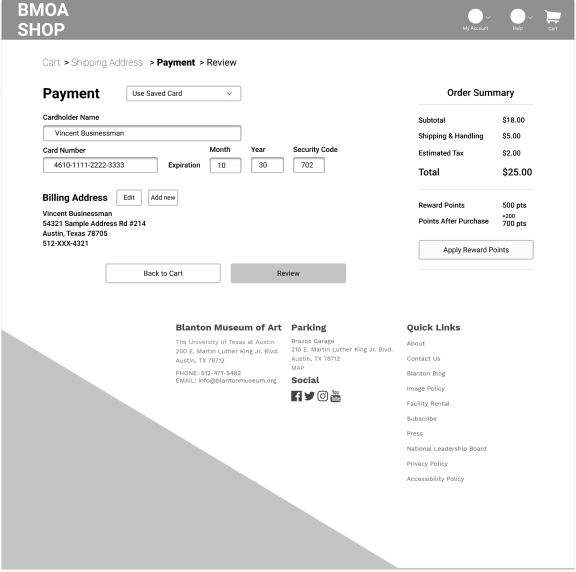 BMOA
SHOP
My Account
Help
Cart
Cart > Shipping Address > Payment > Review
Payment
Use Saved Card
Cardholder Name
Vincent Businessman
Card Number
Month
Year
Security Code
4610-1111-2222-3333
Expiration
10
30
702
Billing Address
Edit
Add new
Vincent Businessman
54321 Sample Address Rd #214
Austin, Texas 78705
512-XXX-4321
Back to Cart
Review
Order Summary
Subtotal $18.00
Shipping & Handling $5.00
Estimated Tax $2.00
Total $25.00
Reward Points 500 pts
+200
Points After Purchase 700 pts
Apply Reward Points
Blanton Museum of Art
The University of Texas at Austin
200 E. Martin Luther King Jr. Blvd.
Austin, TX 78712
PHONE: 512-471-5482
EMAIL: info@blantonmuseum.org
Parking
Brazos Garage
210 E. Martin Luther King Jr. Blvd.
Austin, TX 78712
MAP
Social
You
Tube
Quick Links
About
Contact Us
Blanton Blog
Image Policy
Facility Rental
Subscribe
Press
National Leadership Board
Privacy Policy
Accessibility Policy